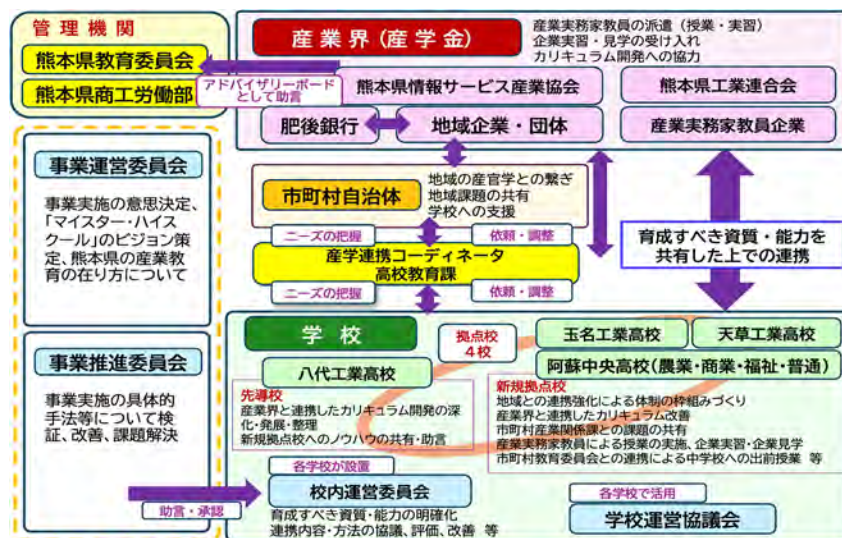 管理機関
熊本県教育委員会
熊本県商工労働部
アドバイザリーボード
として助言
産業界（産学金）
産業実務家教員の派遣（授業・実習）
企業実習・見学の受け入れ
カリキュラム開発への協力
熊本県情報サービス産業協会
熊本県工業連合会
肥後銀行
地域企業・団体
産業実務家教員企業
事業運営委員会
事業実施の意思決定、
「マイスター・ハイス
クール」のビジョン策
定、熊本県の産業教
育の在り方について
事業推進委員会
事業実施の具体的
手法等について検
証、改善、課題解決
市町村自治体
地域の産官学との繋ぎ
地域課題の共有
学校への支援
ニーズの把握
依頼・調整
産学連携コーディネータ
高校教育課
ニーズの把握
依頼・調整
育成すべき資質・能力を
共有した上での連携
学校
拠点校
4校
玉名工業高校
天草工業高校
八代工業高校
阿蘇中央高校(農業・商業・福祉・普通)
先導校
産業界と連携したカリキュラム開発の深
化・発展・整理
新規拠点校へのノウハウの共有・助言
新規拠点校
地域との連携強化による体制の枠組みづくり
産業界と連携したカリキュラム改善
市町村産業関係課との課題の共有
産業実務家教員による授業の実施、企業実習・企業見学
市町村教育委員会との連携による中学校への出前授業 等
各学校が設置
校内運営委員会
育成すべき資質・能力の明確化
連携内容・方法の協議、評価、改善 等
助言・承認
各学校で活用
学校運営協議会